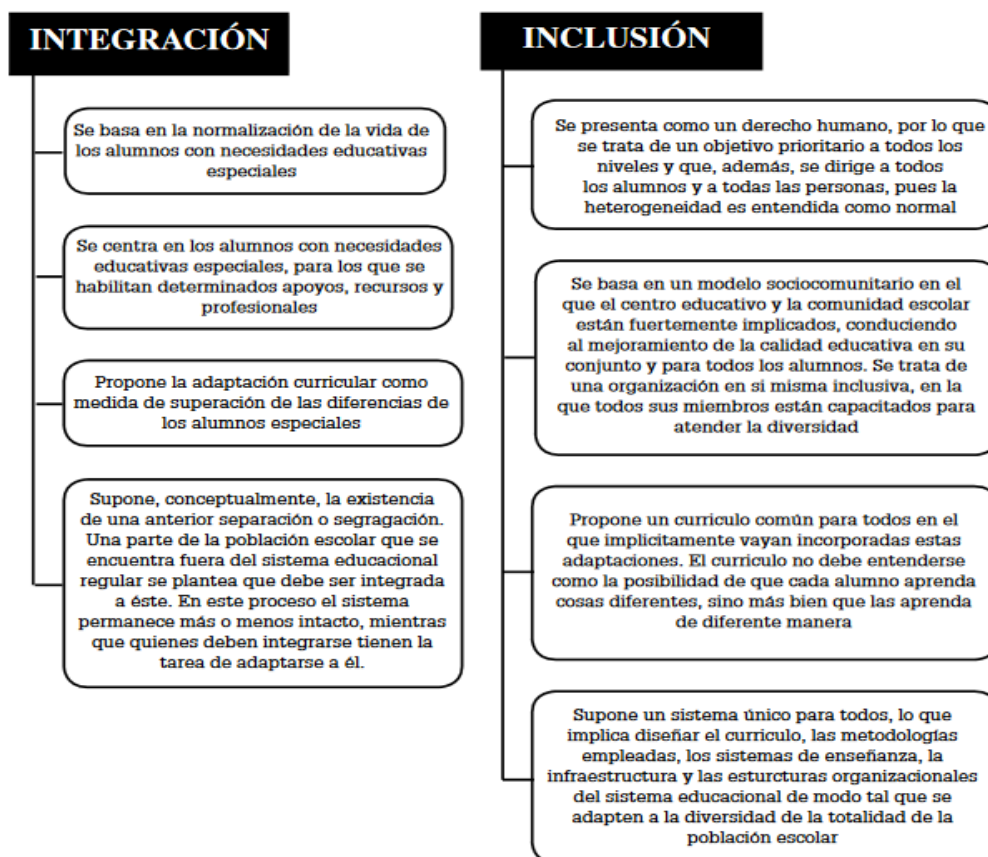 INTEGRACIÓN
Se basa en la normalización de la vida de
los alumnos con necesidades educativas
especiales
Se centra en los alumnos con necesidades
educativas especiales, para los que se
habilitan determinados apoyos, recursos y
profesionales
Propone la adaptación curricular como
medida de superación de las diferencias de
los alumnos especiales
Supone, conceptualmente, la existencia
de una anterior separación o segragación.
Una parte de la población escolar que se
encuentra fuera del sistema educacional
regular se plantea que debe ser integrada
a éste. En este proceso el sistema
permanece más o menos intacto, mientras
que quienes deben integrarse tienen la
tarea de adaptarse a él.
INCLUSIÓN
Se presenta como un derecho humano, por lo que
se trata de un objetivo prioritario a todos los
niveles y que, además, se dirige a todos
los alumnos y a todas las personas, pues la
heterogeneidad es entendida como normal
Se basa en un modelo sociocomunitario en el
que el centro educativo y la comunidad escolar
están fuertemente implicados, conduciendo
al mejoramiento de la calidad educativa en su
conjunto y para todos los alumnos. Se trata de
una organización en si misma inclusiva, en la
que todos sus miembros están capacitados para
atender la diversidad
Propone un curriculo común para todos en el
que implicitamente vayan incorporadas estas
adaptaciones. El curriculo no debe entenderse
como la posibilidad de que cada alumno aprenda
cosas diferentes, sino más bien que las aprenda
de diferente manera
Supone un sistema único para todos, lo que
implica diseñar el curriculo, las metodologías
empleadas, los sistemas de enseñanza, la
infraestructura y las esturcturas organizacionales
del sistema educacional de modo tal que se
adapten a la diversidad de la totalidad de la
población escolar